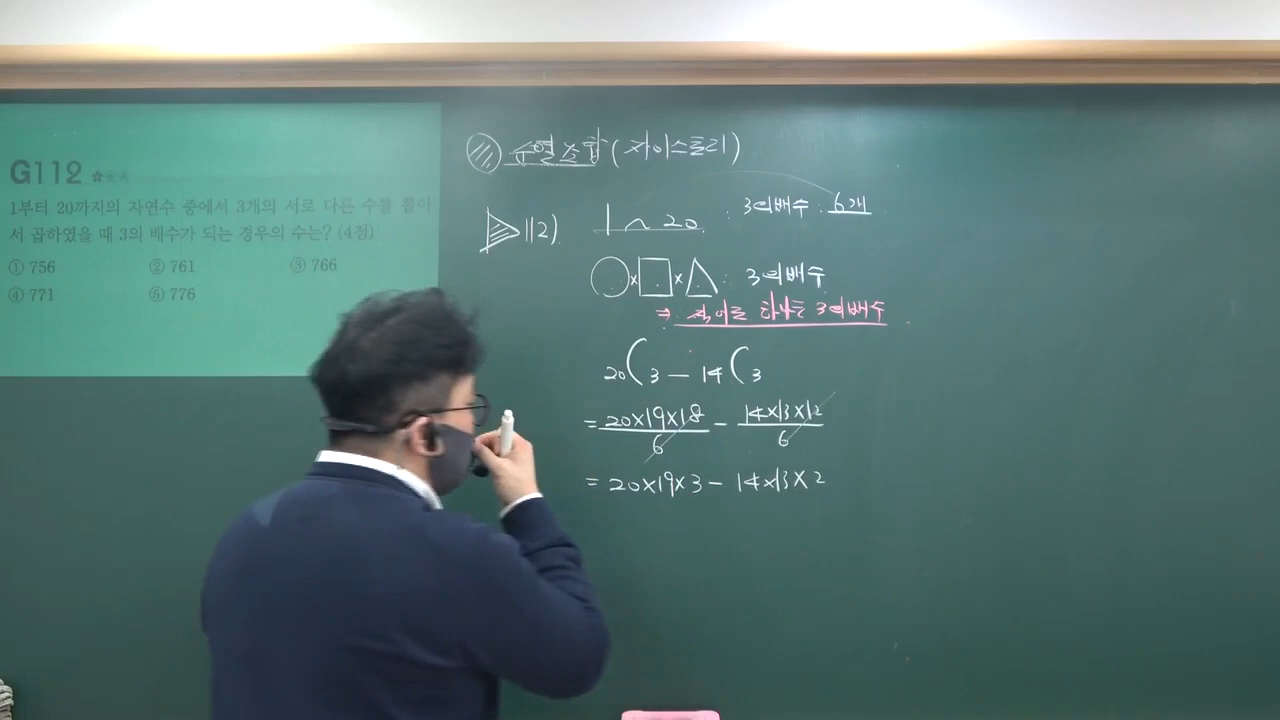 G112
1부터 20까지의 자연수 중에서 3개의 서로 다른 수를 뽑아
서 곱하였을 때 3의 배수가 되는 경우의 수는? (4점)
① 756 ② 761 ③ 766
④ 771 ⑤ 776
순열조합 (자이스토리)
112) 1~20 : 3의배수 : 6개
○×□×△ : 3의배수
⇒ 적어도 하나는 3의배수
20C3 - 14C3
= 20×19×18/6 - 14×13×12/6
= 20×19×3 - 14×13×2